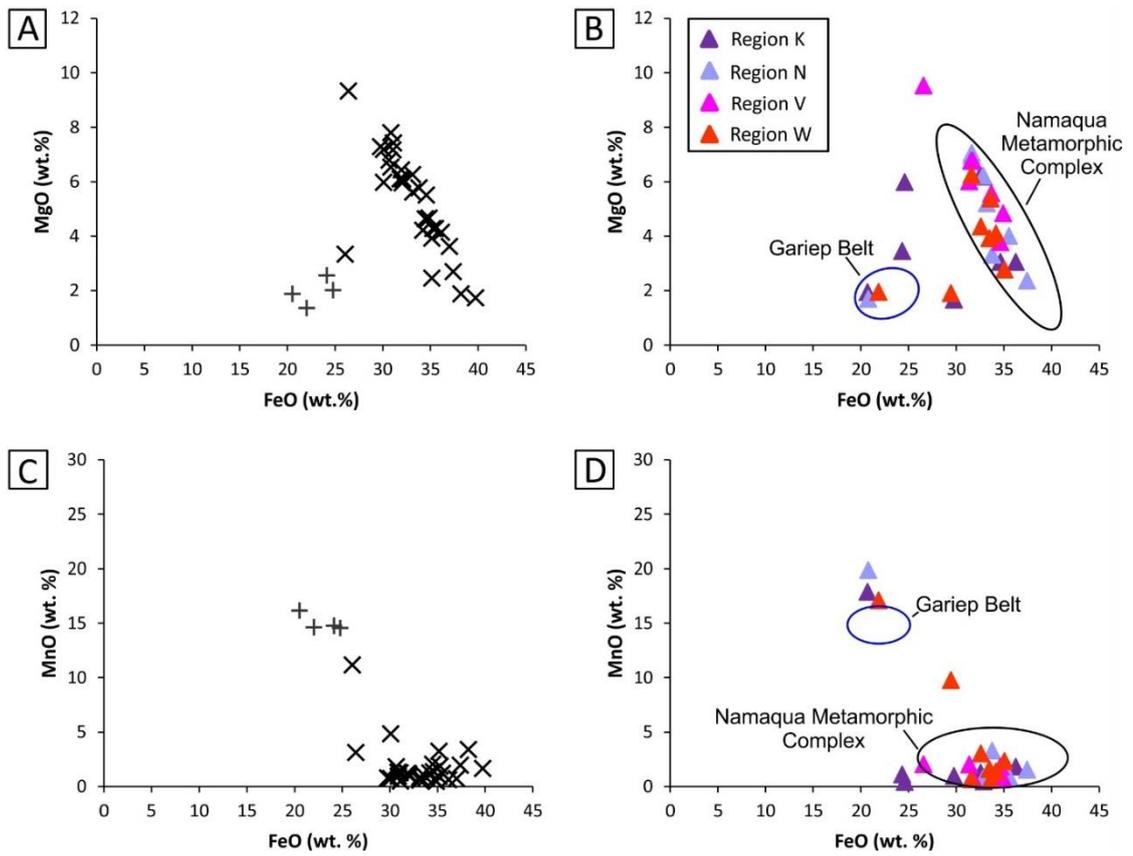 A
12
10
8
6
4
2
0
MgO (wt.%)
0 5 10 15 20 25 30 35 40 45
FeO (wt.%)
B
12
10
8
6
4
2
0
MgO (wt.%)
Region K
Region N
Region V
Region W
Namaqua
Metamorphic
Complex
Gariep Belt
0 5 10 15 20 25 30 35 40 45
FeO (wt.%)
C
30
25
20
15
10
5
0
MnO (wt. %)
0 5 10 15 20 25 30 35 40 45
FeO (wt. %)
D
30
25
20
15
10
5
0
MnO (wt. %)
Gariep Belt
Namaqua Metamorphic
Complex
0 5 10 15 20 25 30 35 40 45
FeO (wt. %)